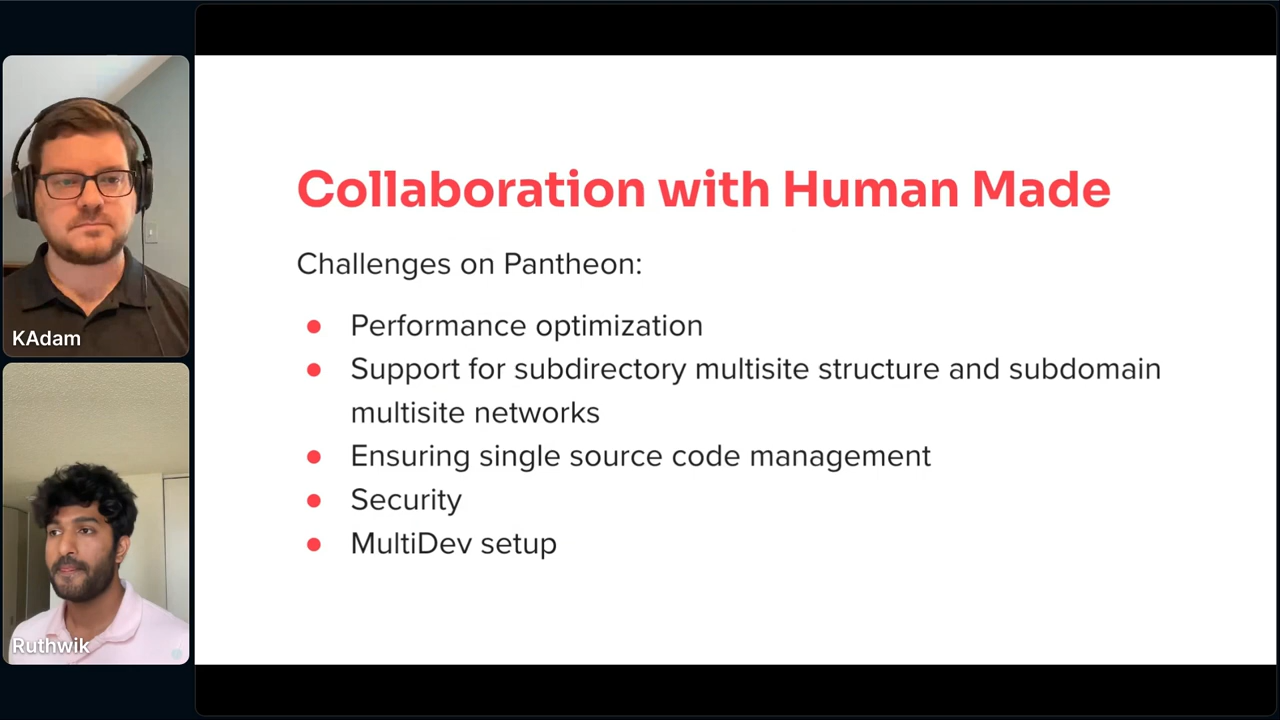 Collaboration with Human Made
Challenges on Pantheon:
● Performance optimization
● Support for subdirectory multisite structure and subdomain
multisite networks
● Ensuring single source code management
● Security
● MultiDev setup
KAdam
Ruthwik